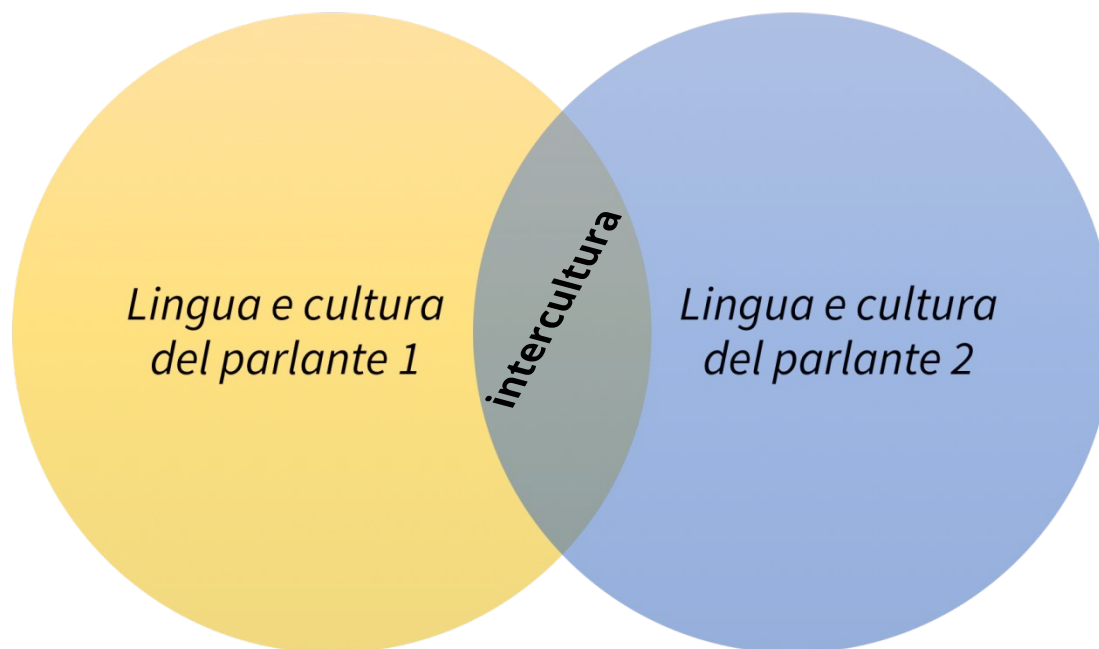 Lingua e cultura
del parlante 1
intercultura
Lingua e cultura
del parlante 2